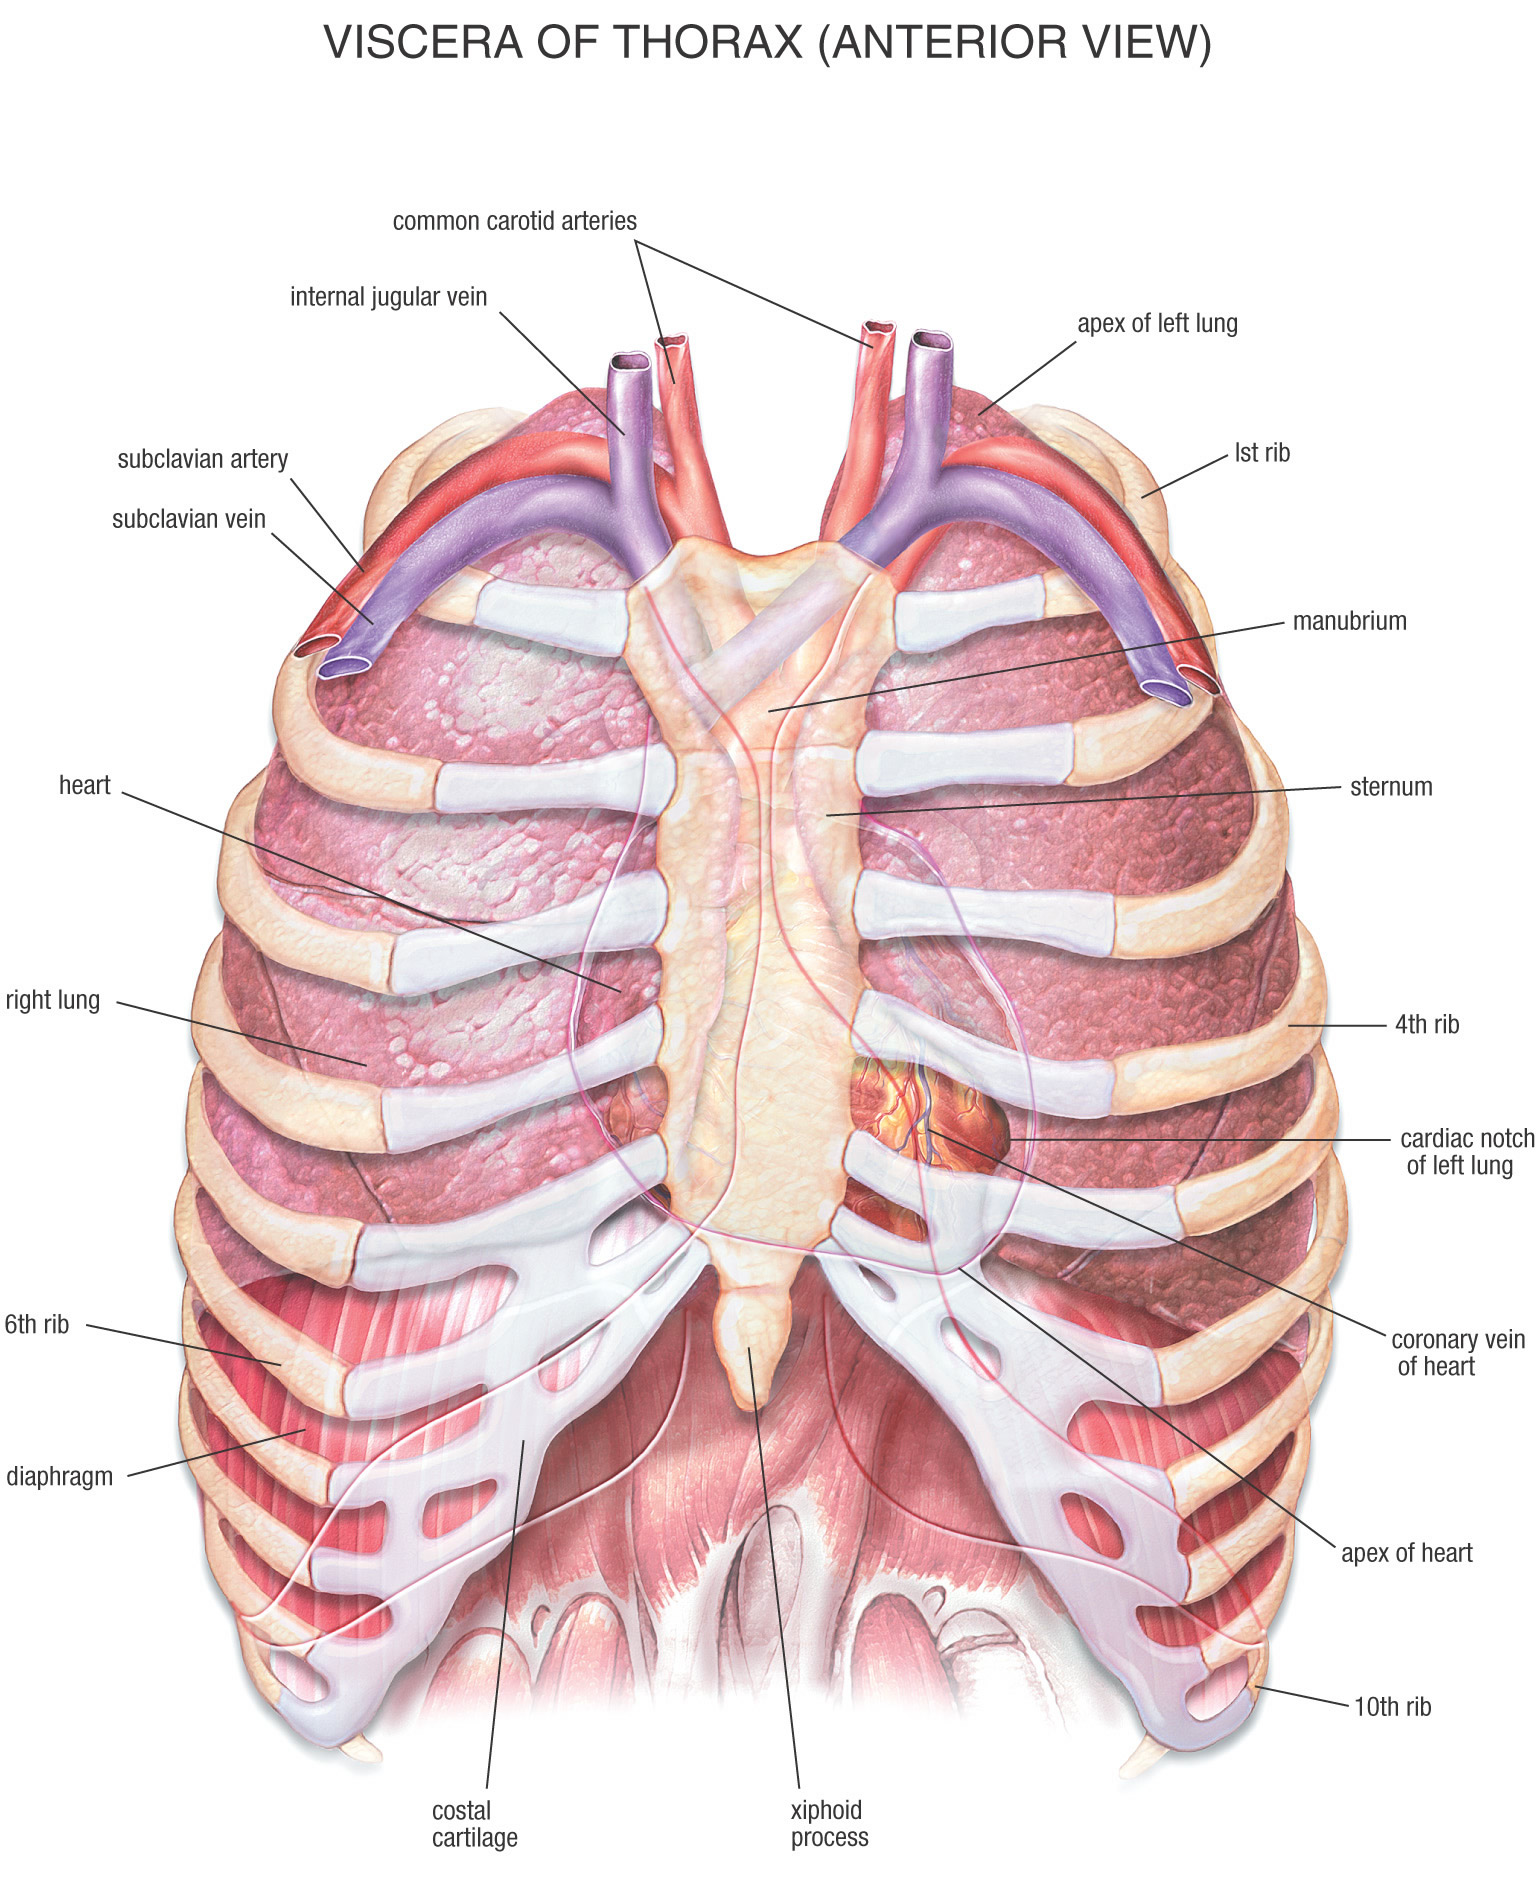 VISCERA OF THORAX (ANTERIOR VIEW)
common carotid arteries
internal jugular vein
apex of left lung
subclavian artery
lst rib
subclavian vein
manubrium
heart
sternum
right lung
4th rib
cardiac notch
of left lung
6th rib
coronary vein
of heart
diaphragm
apex of heart
10th rib
costal
cartilage
xiphoid
process